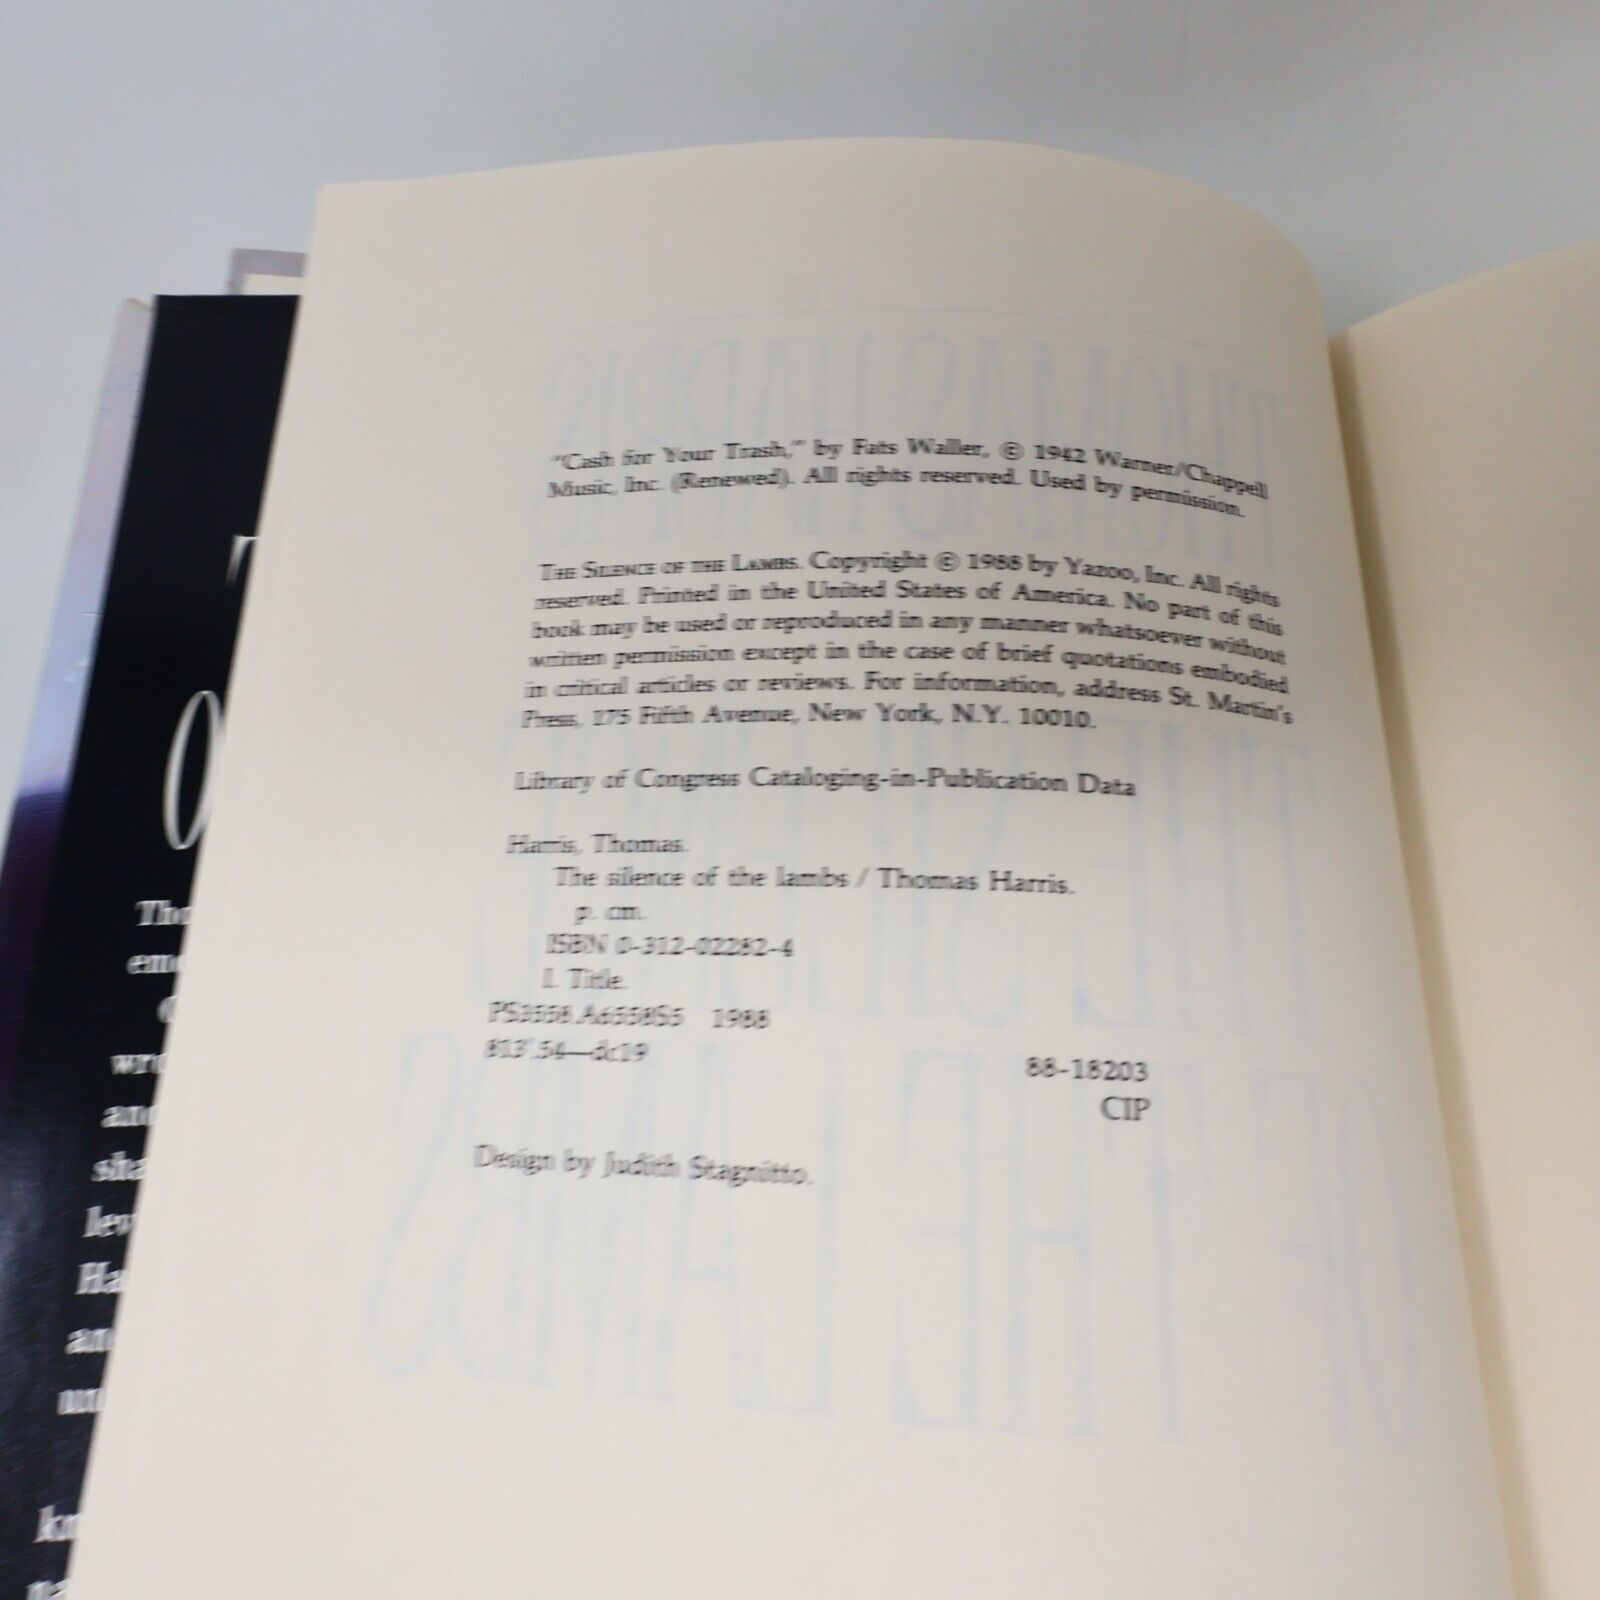 "Cash for Your Trash," by Fats Waller, © 1942 Warner/Chappell
Music, Inc. (Renewed). All rights reserved. Used by permission.
THE SILENCE OF THE LAMBS. Copyright © 1988 by Yazoo, Inc. All rights
reserved. Printed in the United States of America. No part of this
book may be used or reproduced in any manner whatsoever without
written permission except in the case of brief quotations embodied
in critical articles or reviews. For information, address St. Martin's
Press, 175 Fifth Avenue, New York, N.Y. 10010.
Library of Congress Cataloging-in-Publication Data
Harris, Thomas.
The silence of the lambs / Thomas Harris.
p. cm.
ISBN 0-312-02282-4
I. Title.
PS3558.A6558S5 1988
813'.54—dc19
88-18203
CIP
Design by Judith Stagnitto.